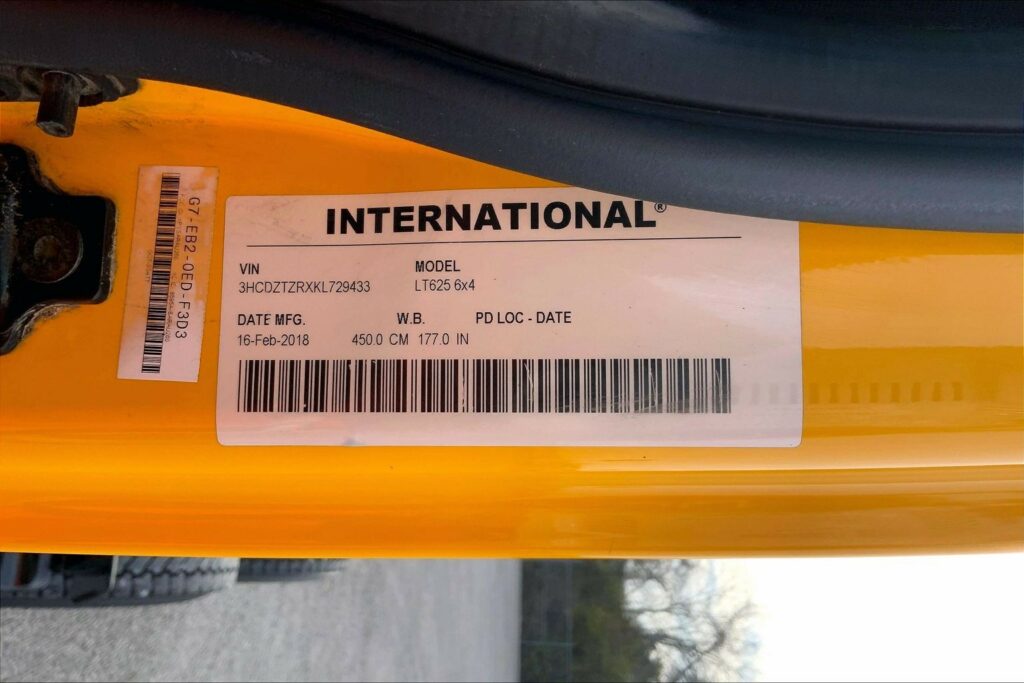 INTERNATIONAL®
VIN MODEL
3HCDZTZRXKL729433 LT625 6x4
DATE MFG. W.B. PD LOC - DATE
16-Feb-2018 450.0 CM 177.0 IN
G7-EB2-0ED-F3D3